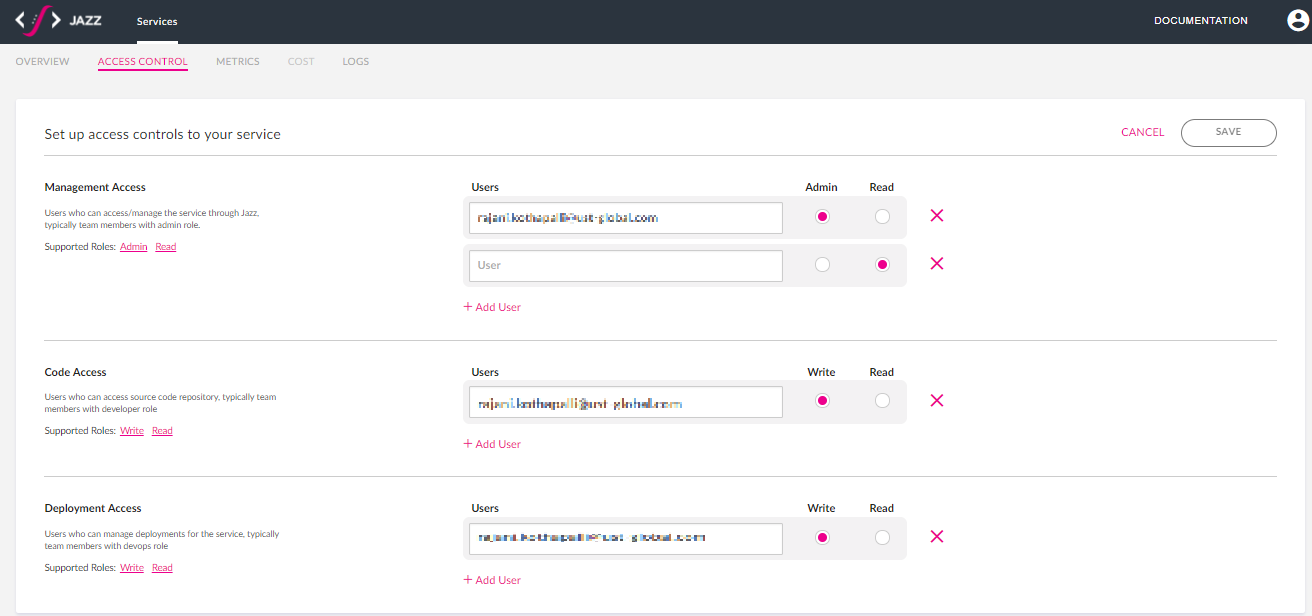 JAZZ Services DOCUMENTATION
OVERVIEW ACCESS CONTROL METRICS COST LOGS
Set up access controls to your service CANCEL SAVE
Management Access Users Admin Read
Users who can access/manage the service through Jazz,
typically team members with admin role.
Supported Roles: Admin Read
User
+ Add User
Code Access Users Write Read
Users who can access source code repository, typically team
members with developer role
Supported Roles: Write Read
+ Add User
Deployment Access Users Write Read
Users who can manage deployments for the service, typically
team members with devops role
Supported Roles: Write Read
+ Add User